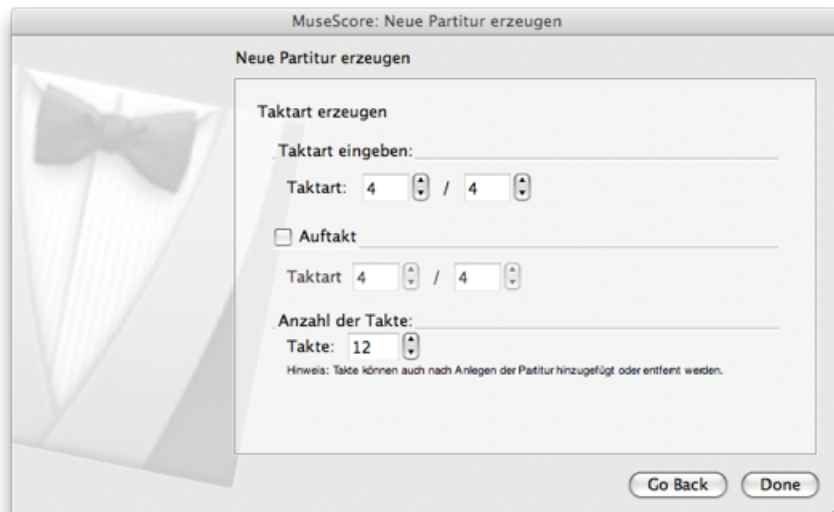 MuseScore: Neue Partitur erzeugen
Neue Partitur erzeugen
Taktart erzeugen
Taktart eingeben:
Taktart: 4 / 4
Auftakt
Taktart 4 / 4
Anzahl der Takte:
Takte: 12
Hinweis: Takte können auch nach Anlegen der Partitur hinzugefügt oder entfernt werden.
Go Back Done